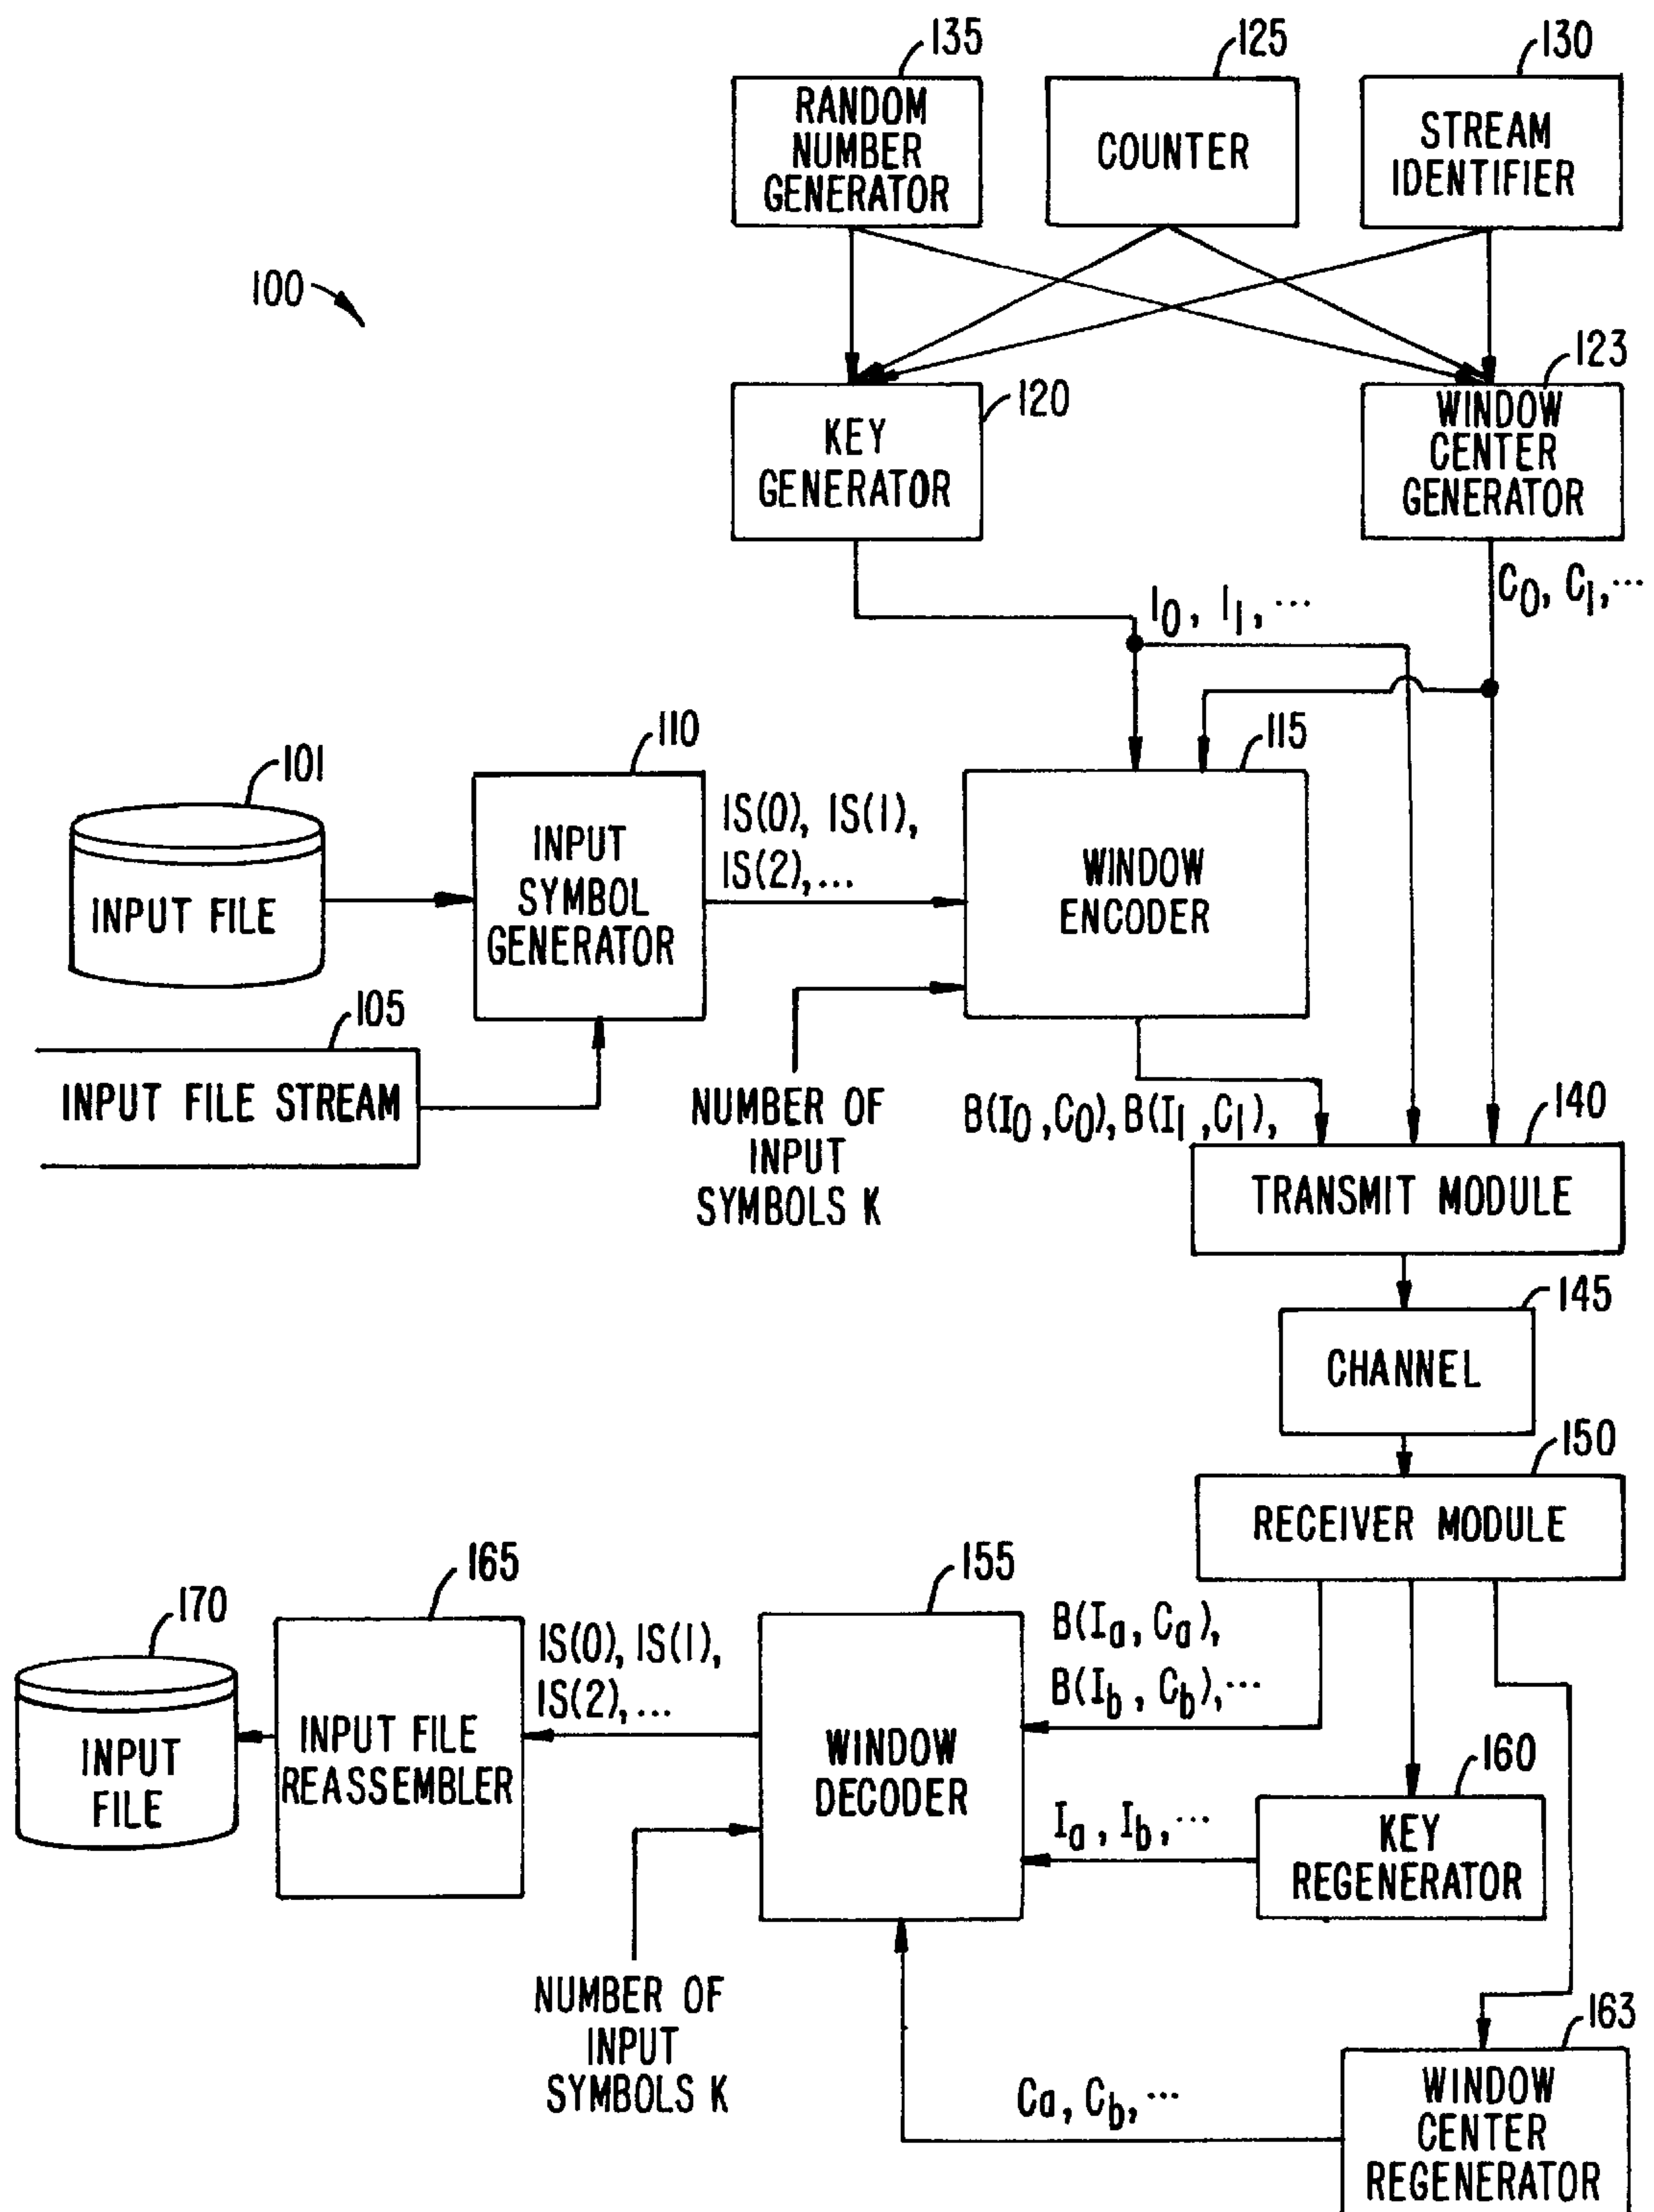 135
125
130
RANDOM
NUMBER
GENERATOR
COUNTER
STREAM
IDENTIFIER
100
120
123
KEY
GENERATOR
WINDOW
CENTER
GENERATOR
I0, I1, ...
C0, C1, ...
101
110
115
INPUT FILE
INPUT
SYMBOL
GENERATOR
IS(0), IS(1),
IS(2), ...
WINDOW
ENCODER
105
INPUT FILE STREAM
NUMBER OF
INPUT
SYMBOLS K
B(I0 ,C0), B(I1 ,C1),
140
TRANSMIT MODULE
145
CHANNEL
150
RECEIVER MODULE
170
165
155
INPUT
FILE
INPUT FILE
REASSEMBLER
IS(0), IS(1),
IS(2), ...
WINDOW
DECODER
B(Ia, Ca),
B(Ib, Cb), ...
160
Ia, Ib, ...
KEY
REGENERATOR
NUMBER OF
INPUT
SYMBOLS K
163
Ca, Cb, ...
WINDOW
CENTER
REGENERATOR